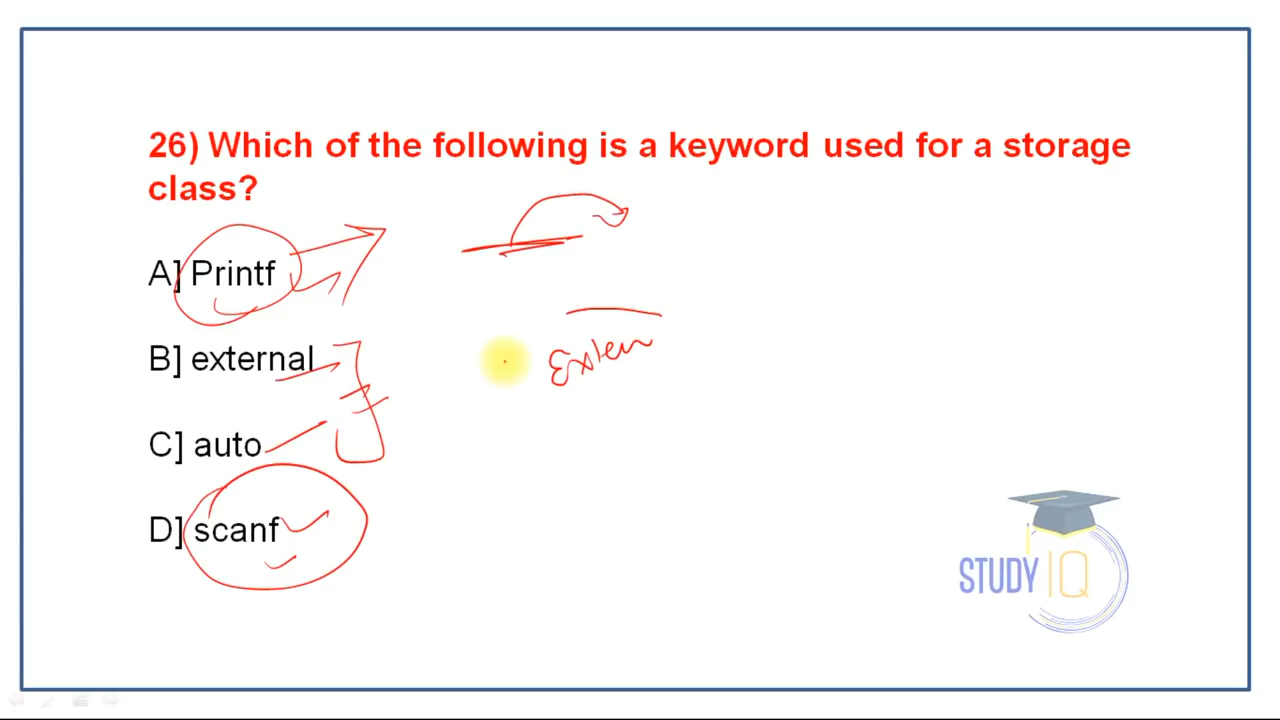 26) Which of the following is a keyword used for a storage
class?
A] Printf
B] external
Extern
C] auto
D] scanf
STUDY IQ